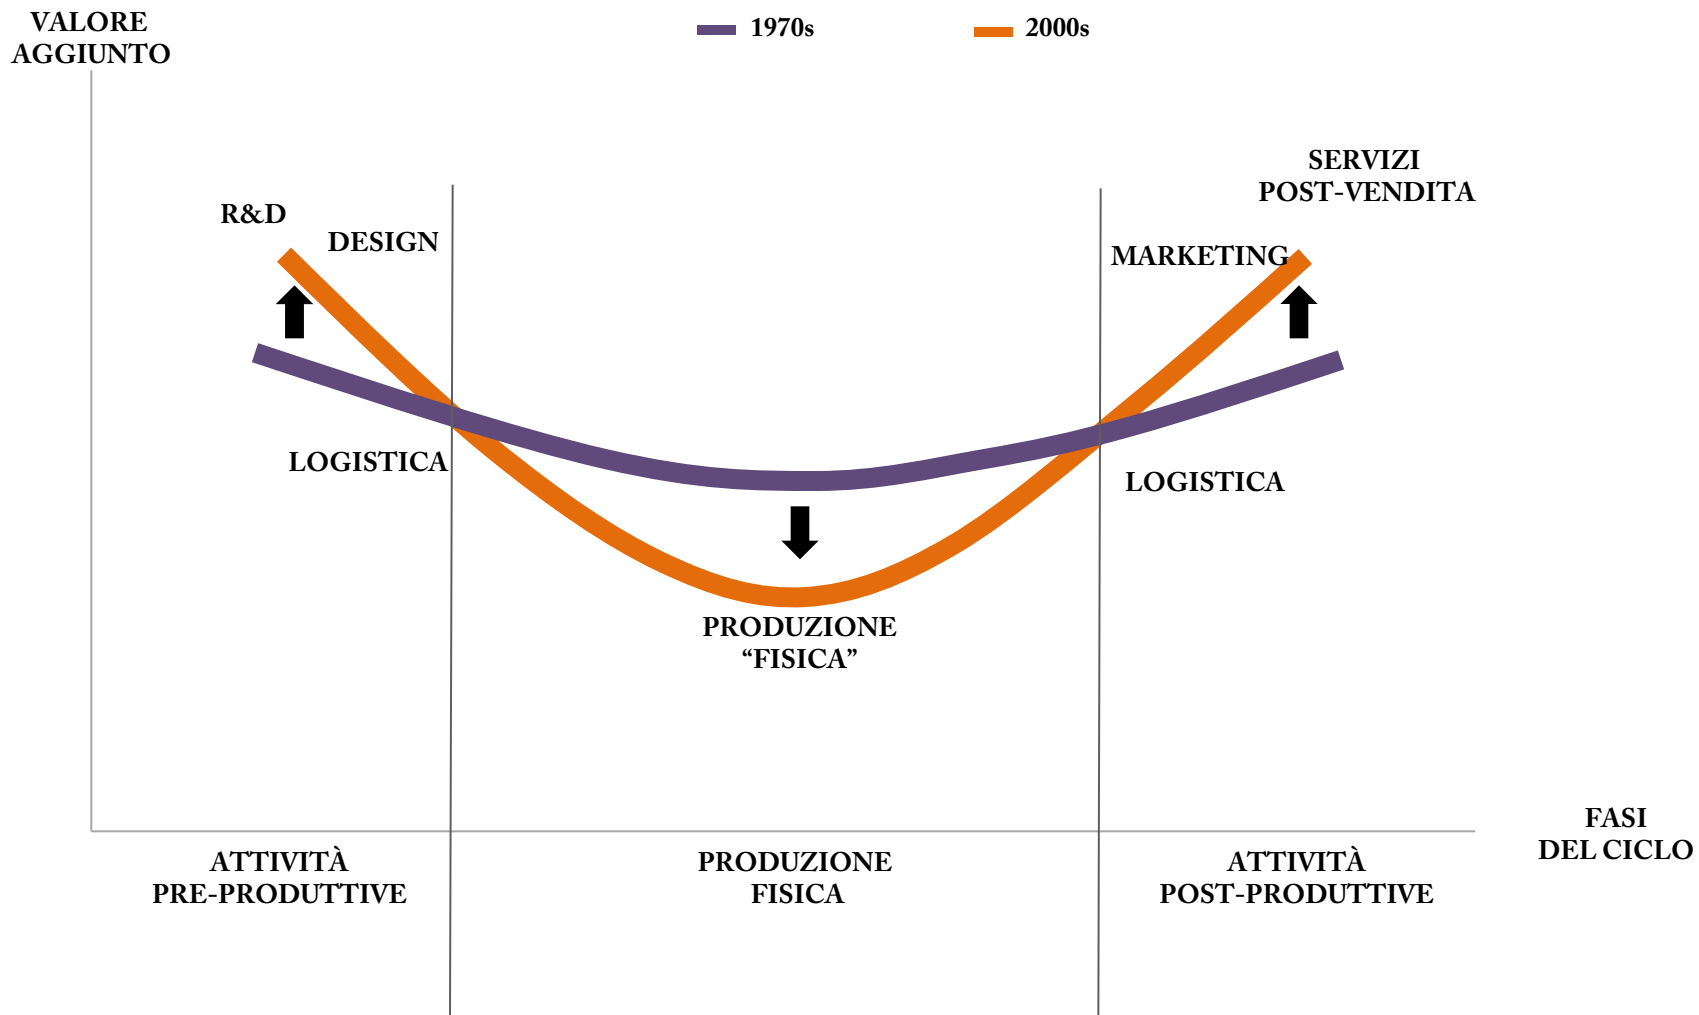 VALORE
AGGIUNTO
1970s
2000s
SERVIZI
POST-VENDITA
R&D
DESIGN
MARKETING
LOGISTICA
LOGISTICA
PRODUZIONE
“FISICA”
FASI
DEL CICLO
ATTIVITÀ
PRE-PRODUTTIVE
PRODUZIONE
FISICA
ATTIVITÀ
POST-PRODUTTIVE